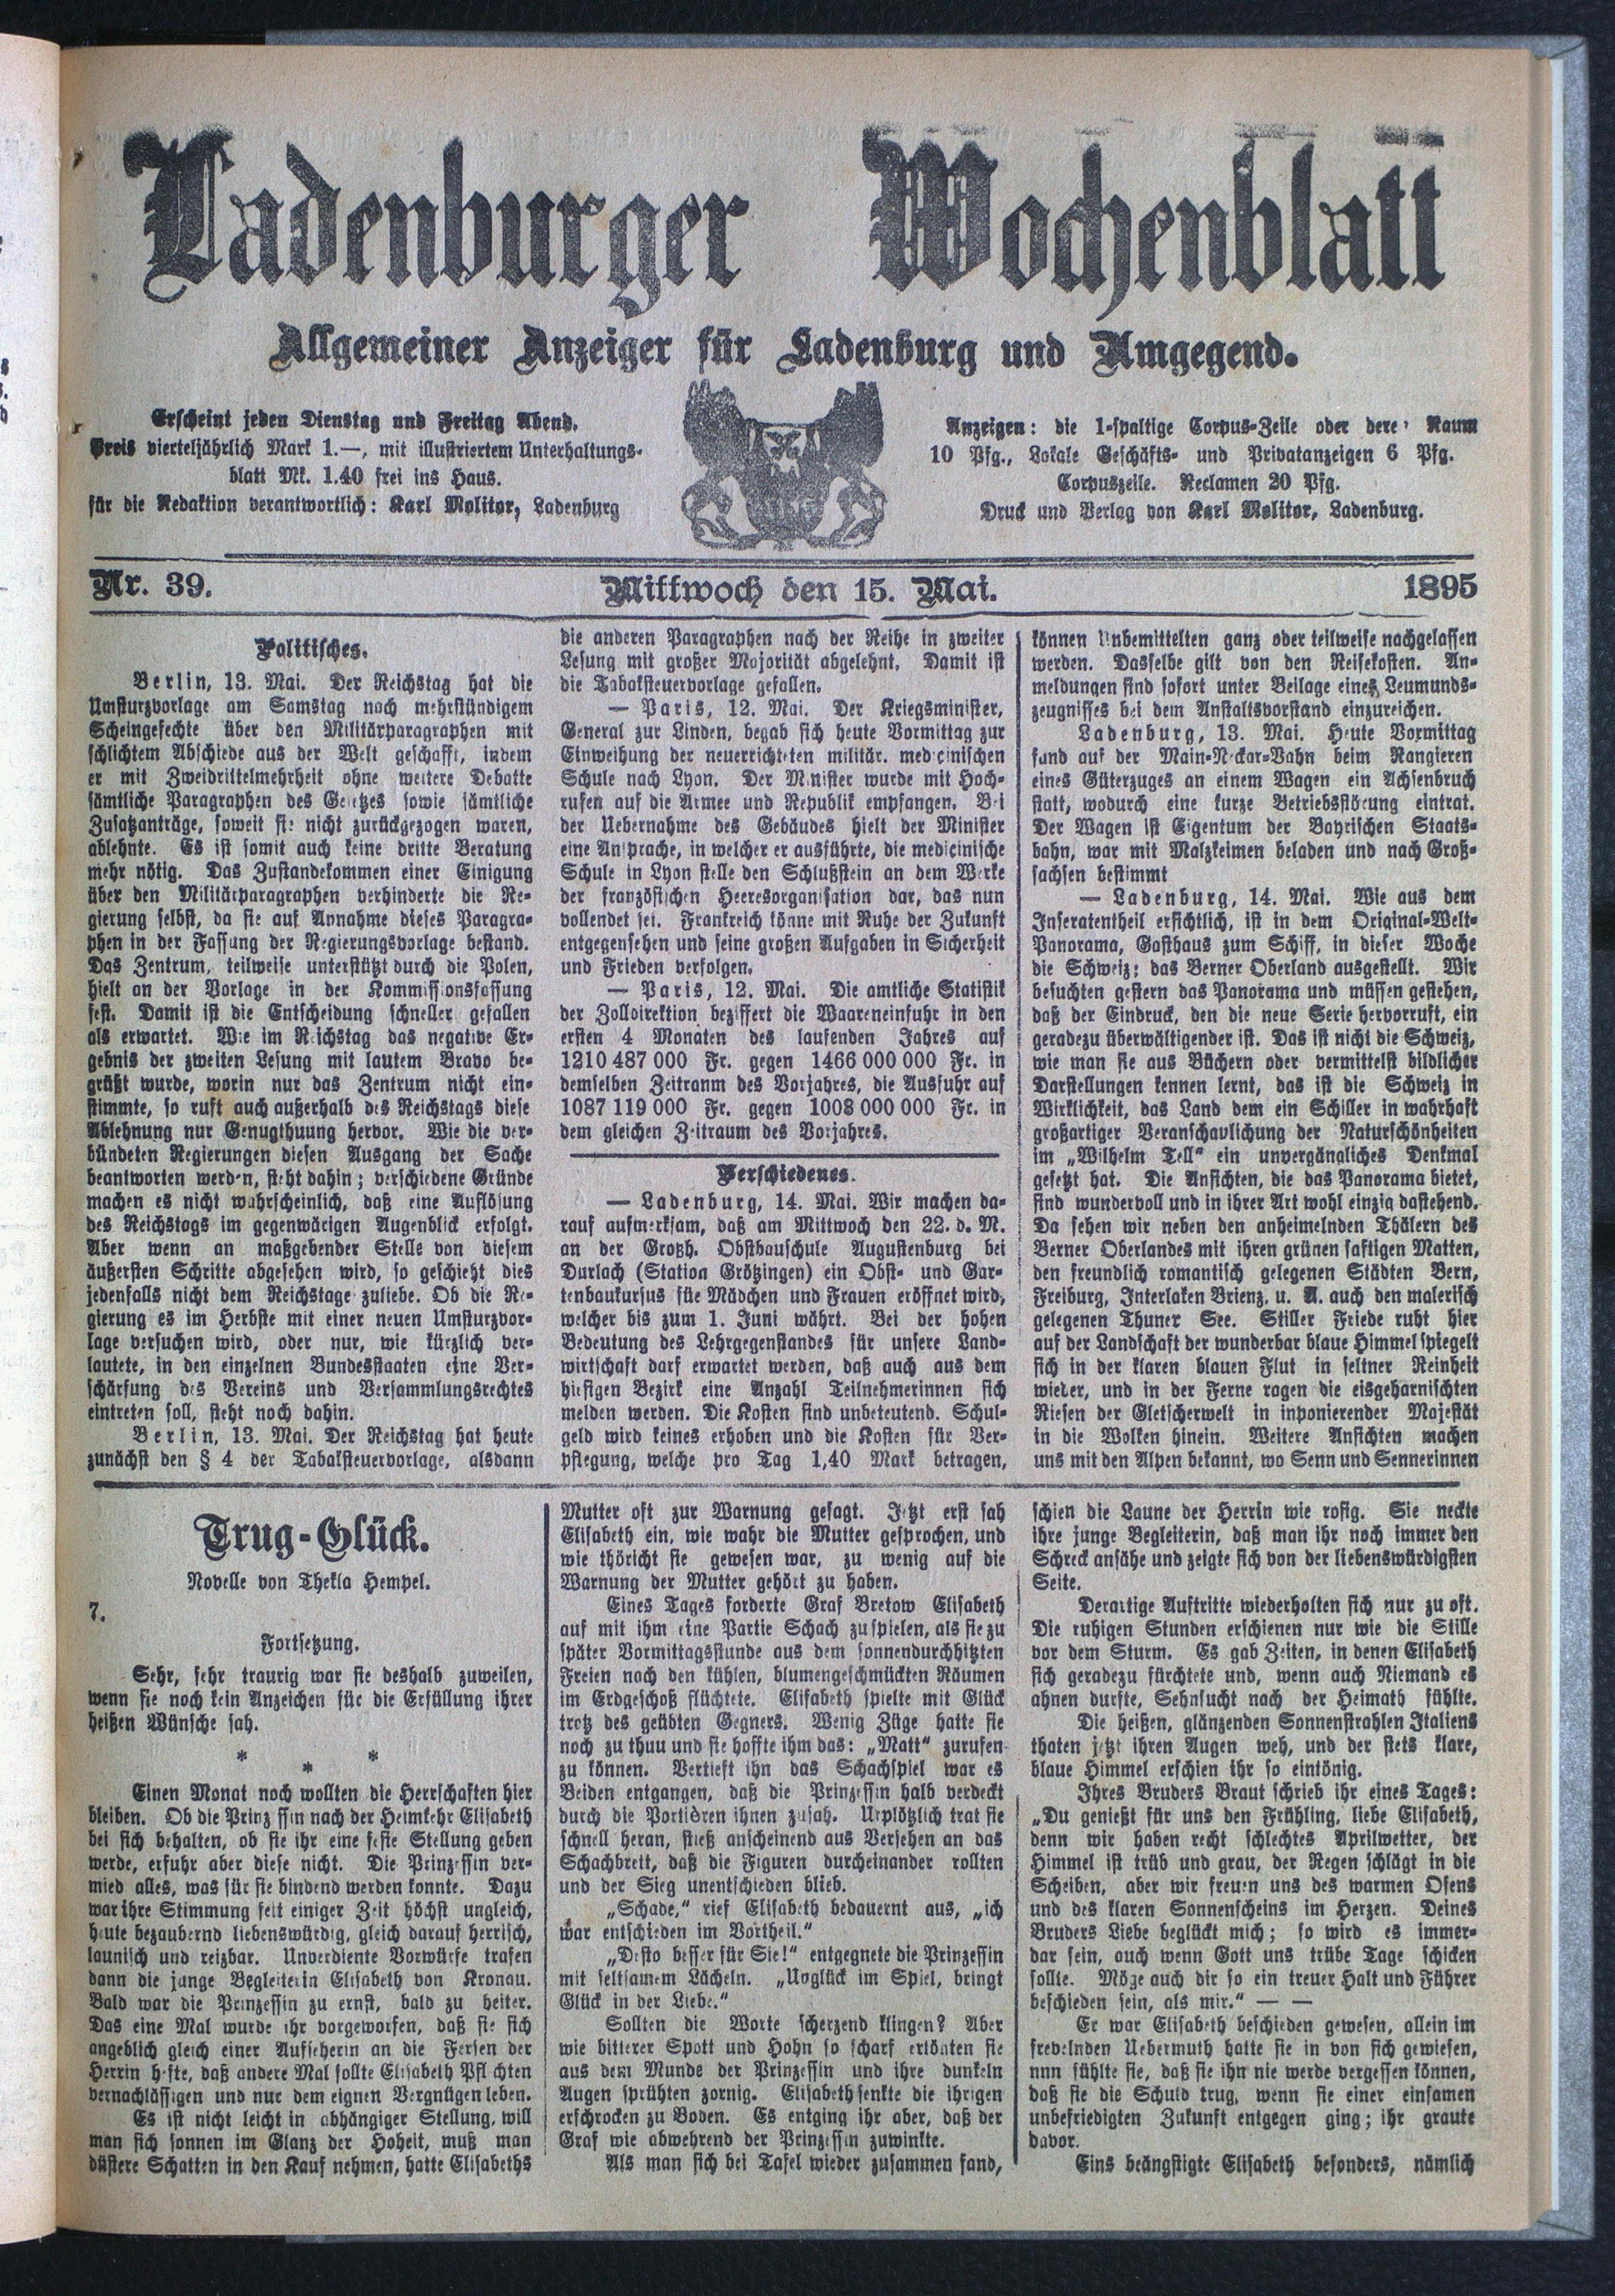 Ladenburger Wochenblatt
Allgemeiner Anzeiger für Ladenburg und Umgegend.
Erscheint jeden Dienstag und Freitag Abend.
Preis vierteljährlich Mark 1.—, mit illustriertem Unterhaltungs-
blatt Mk. 1.40 frei ins Haus.
für die Redaktion verantwortlich: Karl Molitor, Ladenburg
Anzeigen: die 1-spaltige Corpus-Zeile oder dere Raum
10 Pfg., Lokale Geschäfts- und Privatanzeigen 6 Pfg.
Corpuszeile. Reclamen 20 Pfg.
Druck und Verlag von Karl Molitor, Ladenburg.
Nr. 39. Mittwoch den 15. Mai. 1895
Politisches.
Berlin, 13. Mai. Der Reichstag hat die
Umsturzvorlage am Samstag nach mehrstündigem
Scheingefechte über den Militärparagraphen mit
schlichtem Abschiede aus der Welt geschafft, indem
er mit Zweidrittelmehrheit ohne weitere Debatte
sämtliche Paragraphen des Gesetzes sowie sämtliche
Zusatzanträge, soweit sie nicht zurückgezogen waren,
ablehnte. Es ist somit auch keine dritte Beratung
mehr nötig. Das Zustandekommen einer Einigung
über den Militärparagraphen verhinderte die Re-
gierung selbst, da sie auf Annahme dieses Paragra-
phen in der Fassung der Regierungsvorlage bestand.
Das Zentrum, teilweise unterstützt durch die Polen,
hielt an der Vorlage in der Kommissionsfassung
fest. Damit ist die Entscheidung schneller gefallen
als erwartet. Wie im Reichstag das negative Er-
gebnis der zweiten Lesung mit lautem Bravo be-
grüßt wurde, worin nur das Zentrum nicht ein-
stimmte, so ruft auch außerhalb des Reichstags diese
Ablehnung nur Genugthuung hervor. Wie die ver-
bündeten Regierungen diesen Ausgang der Sache
beantworten werden, steht dahin; verschiedene Gründe
machen es nicht wahrscheinlich, daß eine Auflösung
des Reichstags im gegenwärigen Augenblick erfolgt.
Aber wenn an maßgebender Stelle von diesem
äußersten Schritte abgesehen wird, so geschieht dies
jedenfalls nicht dem Reichstage zuliebe. Ob die Re-
gierung es im Herbste mit einer neuen Umsturzvor-
lage versuchen wird, oder nur, wie kürzlich ver-
lautete, in den einzelnen Bundesstaaten eine Ver-
schärfung des Vereins und Versammlungsrechtes
eintreten soll, steht noch dahin.
Berlin, 13. Mai. Der Reichstag hat heute
zunächst den § 4 der Tabaksteuervorlage, alsdann
die anderen Paragraphen nach der Reihe in zweiter
Lesung mit großer Majorität abgelehnt. Damit ist
die Tabaksteuervorlage gefallen.
— Paris, 12. Mai. Der Kriegsminister,
General zur Linden, begab sich heute Vormittag zur
Einweihung der neuerrichteten militär. medicinischen
Schule nach Lyon. Der Minister wurde mit Hoch-
rufen auf die Armee und Republik empfangen. Bei
der Uebernahme des Gebäudes hielt der Minister
eine Ansprache, in welcher er ausführte, die medicinische
Schule in Lyon stelle den Schlußstein an dem Werke
der französischen Heeresorganisation dar, das nun
vollendet sei. Frankreich könne mit Ruhe der Zukunft
entgegensehen und seine großen Aufgaben in Sicherheit
und Frieden verfolgen.
— Paris, 12. Mai. Die amtliche Statistik
der Zolldirektion beziffert die Waareneinfuhr in den
ersten 4 Monaten des laufenden Jahres auf
1210 487 000 Fr. gegen 1466 000 000 Fr. in
demselben Zeitranm des Vorjahres, die Ausfuhr auf
1087 119 000 Fr. gegen 1008 000 000 Fr. in
dem gleichen Zeitraum des Vorjahres.
Verschiedenes.
— Ladenburg, 14. Mai. Wir machen da-
rauf aufmerksam, daß am Mittwoch den 22. d. M.
an der Großh. Obstbauschule Augustenburg bei
Durlach (Station Grötzingen) ein Obst- und Gar-
tenbaukursus füe Mädchen und Frauen eröffnet wird,
welcher bis zum 1. Juni währt. Bei der hohen
Bedeutung des Lehrgegenstandes für unsere Land-
wirtschaft darf erwartet werden, daß auch aus dem
hiesigen Bezirk eine Anzahl Teilnehmerinnen sich
melden werden. Die Kosten sind unbeteutend. Schul-
geld wird keines erhoben und die Kosten für Ver-
pflegung, welche pro Tag 1,40 Mark betragen,
können Unbemittelten ganz oder teilweise nachgelassen
werden. Dasselbe gilt von den Reisekosten. An-
meldungen sind sofort unter Beilage eines Leumunds-
zeugnisses bei dem Anstaltsvorstand einzureichen.
Ladenburg, 13. Mai. Heute Vormittag
fand auf der Main-Neckar-Bahn beim Rangieren
eines Güterzuges an einem Wagen ein Achsenbruch
statt, wodurch eine kurze Betriebsstörung eintrat.
Der Wagen ist Eigentum der Bayrischen Staats-
bahn, war mit Malzkeimen beladen und nach Groß-
sachsen bestimmt
— Ladenburg, 14. Mai. Wie aus dem
Inseratentheil ersichtlich, ist in dem Original-Welt-
Panorama, Gasthaus zum Schiff, in dieser Woche
die Schweiz: das Berner Oberland ausgestellt. Wir
besuchten gestern das Panorama und müssen gestehen,
daß der Eindruck, den die neue Serie hervorruft, ein
geradezu überwältigender ist. Das ist nicht die Schweiz,
wie man sie aus Büchern oder vermittelst bildlicher
Darstellungen kennen lernt, das ist die Schweiz in
Wirklichkeit, das Land dem ein Schiller in wahrhaft
großartiger Veranschaulichung der Naturschönheiten
im „Wilhelm Tell“ ein unvergängliches Denkmal
gesetzt hat. Die Ansichten, die das Panorama bietet,
sind wundervoll und in ihrer Art wohl einzig dastehend.
Da sehen wir neben den anheimelnden Thälern des
Berner Oberlandes mit ihren grünen saftigen Matten,
den freundlich romantisch gelegenen Städten Bern,
Freiburg, Interlaken Brienz. u. A. auch den malerisch
gelegenen Thuner See. Stiller Friede ruht hier
auf der Landschaft der wunderbar blaue Himmel spiegelt
sich in der klaren blauen Flut in seltner Reinheit
wieder, und in der Ferne ragen die eisgeharnischten
Riesen der Gletscherwelt in inponierender Majestät
in die Wolken hinein. Weitere Ansichten machen
uns mit den Alpen bekannt, wo Senn und Sennerinnen
Trug-Glück.
Novelle von Thekla Hempel.
7.
Fortsetzung.
Sehr, sehr traurig war sie deshalb zuweilen,
wenn sie noch kein Anzeichen für die Erfüllung ihrer
heißen Wünsche sah.
* * *
Einen Monat noch wollten die Herrschaften hier
bleiben. Ob die Prinz ssin nach der Heimkehr Elisabeth
bei sich behalten, ob sie ihr eine feste Stellung geben
werde, erfuhr aber diese nicht. Die Prinzessin ver-
mied alles, was für sie bindend werden konnte. Dazu
war ihre Stimmung seit einiger Zeit höchst ungleich,
heute bezaubernd liebenswürdig, gleich darauf herrisch,
launisch und reizbar. Unverdiente Vorwürfe trafen
dann die junge Begleiterin Elisabeth von Kronau.
Bald war die Prinzessin zu ernst, bald zu heiter.
Das eine Mal wurde ihr vorgeworfen, daß sie sich
angeblich gleich einer Aufseherin an die Fersen der
Herrin hefte, daß andere Mal sollte Elisabeth Pflichten
vernachlässigen und nur dem eignen Vergnügen leben.
Es ist nicht leicht in abhängiger Stellung, will
man sich sonnen im Glanz der Hoheit, muß man
düstere Schatten in den Kauf nehmen, hatte Elisabeths
Mutter oft zur Warnung gesagt. Jetzt erst sah
Elisabeth ein, wie wahr die Mutter gesprochen, und
wie thöricht sie gewesen war, zu wenig auf die
Warnung der Mutter gehört zu haben.
Eines Tages forderte Graf Bretow Elisabeth
auf mit ihm eine Partie Schach zu spielen, als sie zu
später Vormittagsstunde aus dem sonnendurchhitzten
Freien nach den kühlen, blumengeschmückten Räumen
im Erdgeschoß flüchtete. Elisabeth spielte mit Glück
trotz des geübten Gegners. Wenig Züge hatte sie
noch zu thuu und sie hoffte ihm das: „Matt“ zurufen
zu können. Vertieft ihn das Schachspiel war es
Beiden entgangen, daß die Prinzessin halb verdeckt
durch die Portièren ihnen zusah. Urplötzlich trat sie
schnell heran, stieß anscheinend aus Versehen an das
Schachbrett, daß die Figuren durcheinander rollten
und der Sieg unentschieden blieb.
„Schade,“ rief Elisabeth bedauernt aus, „ich
war entschieden im Vortheil.“
„Desto besser für Sie!“ entgegnete die Prinzessin
mit seltsamem Lächeln. „Unglück im Spiel, bringt
Glück in der Liebe.“
Sollten die Worte scherzend klingen? Aber
wie bitterer Spott und Hohn so scharf ertönten sie
aus dem Munde der Prinzessin und ihre dunkeln
Augen sprühten zornig. Elisabeth senkte die ihrigen
erschrocken zu Boden. Es entging ihr aber, daß der
Graf wie abwehrend der Prinzessin zuwinkte.
Als man sich bei Tafel wieder zusammen fand,
schien die Laune der Herrin wie rosig. Sie neckte
ihre junge Begleiterin, daß man ihr noch immer den
Schreck ansähe und zeigte sich von der liebenswürdigsten
Seite.
Derartige Auftritte wiederholten sich nur zu oft.
Die ruhigen Stunden erschienen nur wie die Stille
vor dem Sturm. Es gab Zeiten, in denen Elisabeth
sich geradezu fürchtete und, wenn auch Niemand es
ahnen durfte, Sehnsucht nach der Heimath fühlte.
Die heißen, glänzenden Sonnenstrahlen Italiens
thaten jetzt ihren Augen weh, und der stets klare,
blaue Himmel erschien ihr so eintönig.
Ihres Bruders Braut schrieb ihr eines Tages:
„Du genießt für uns den Frühling, liebe Elisabeth,
denn wir haben recht schlechtes Aprilwetter, der
Himmel ist trüb und grau, der Regen schlägt in die
Scheiben, aber wir freuen uns des warmen Ofens
und des klaren Sonnenscheins im Herzen. Deines
Bruders Liebe beglückt mich; so wird es immer-
dar sein, auch wenn Gott uns trübe Tage schicken
sollte. Möge auch dir so ein treuer Halt und Führer
beschieden sein, als mir.“ — —
Er war Elisabeth beschieden gewesen, allein im
frevelnden Uebermuth hatte sie in von sich gewiesen,
nnn fühlte sie, daß sie ihn nie werde vergessen können,
daß sie die Schuld trug, wenn sie einer einsamen
unbefriedigten Zukunft entgegen ging; ihr graute
davor.
Eins beängstigte Elisabeth besonders, nämlich